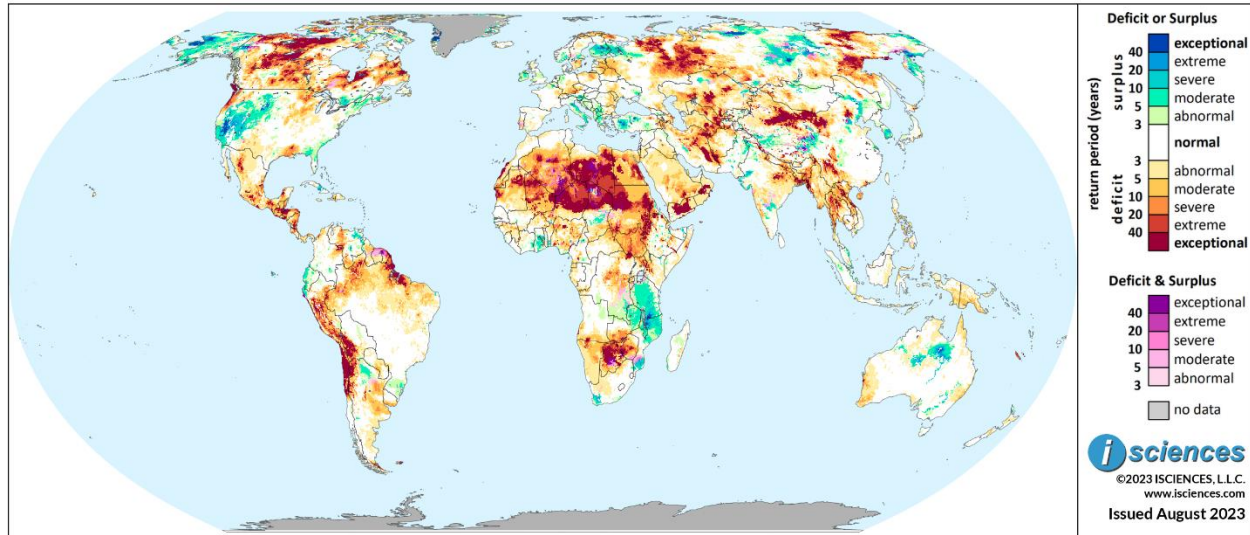 Deficit or Surplus
40 exceptional
20 extreme
10 severe
5 moderate
3 abnormal
normal
3 abnormal
5 moderate
10 severe
20 extreme
40 exceptional
return period (years)
surplus
deficit
Deficit & Surplus
40 exceptional
20 extreme
10 severe
5 moderate
3 abnormal
no data
i sciences
©2023 ISCIENCES, L.L.C.
www.isciences.com
Issued August 2023